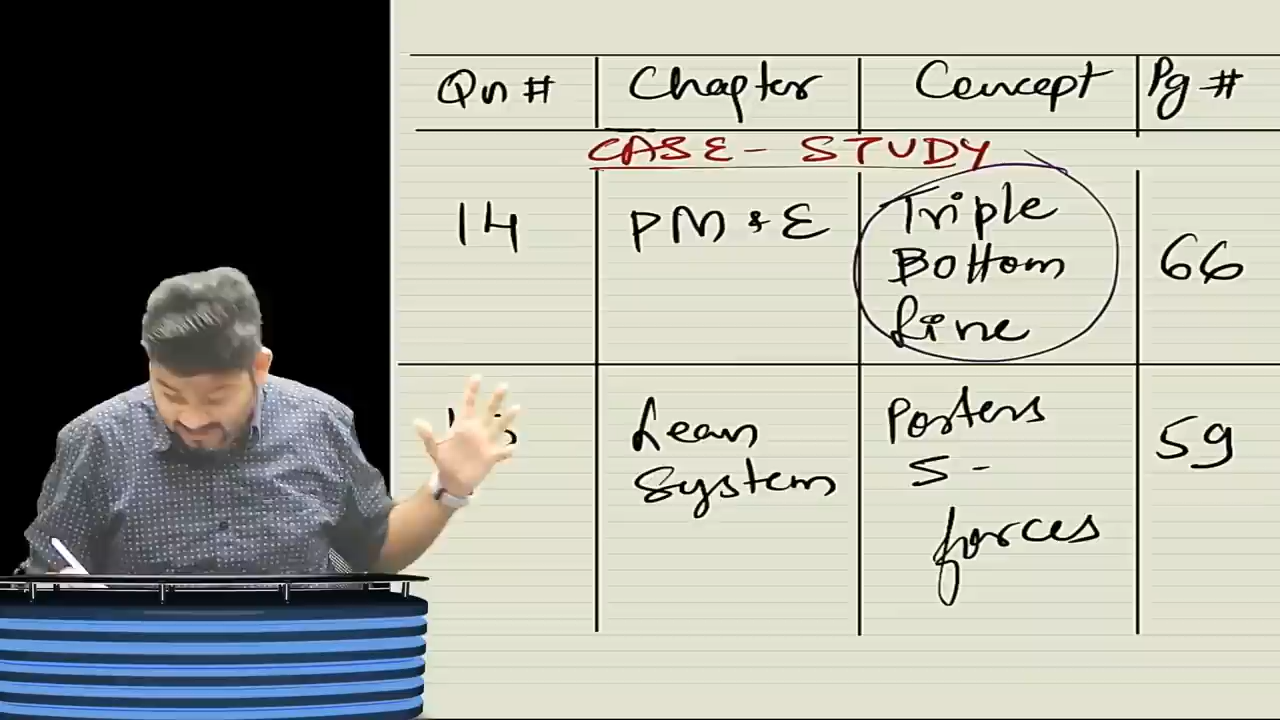 Qn # Chapter Concept Pg #
CASE - STUDY
14 PM & E Triple Bottom Line 66
Lean System Porters 5 - forces 59